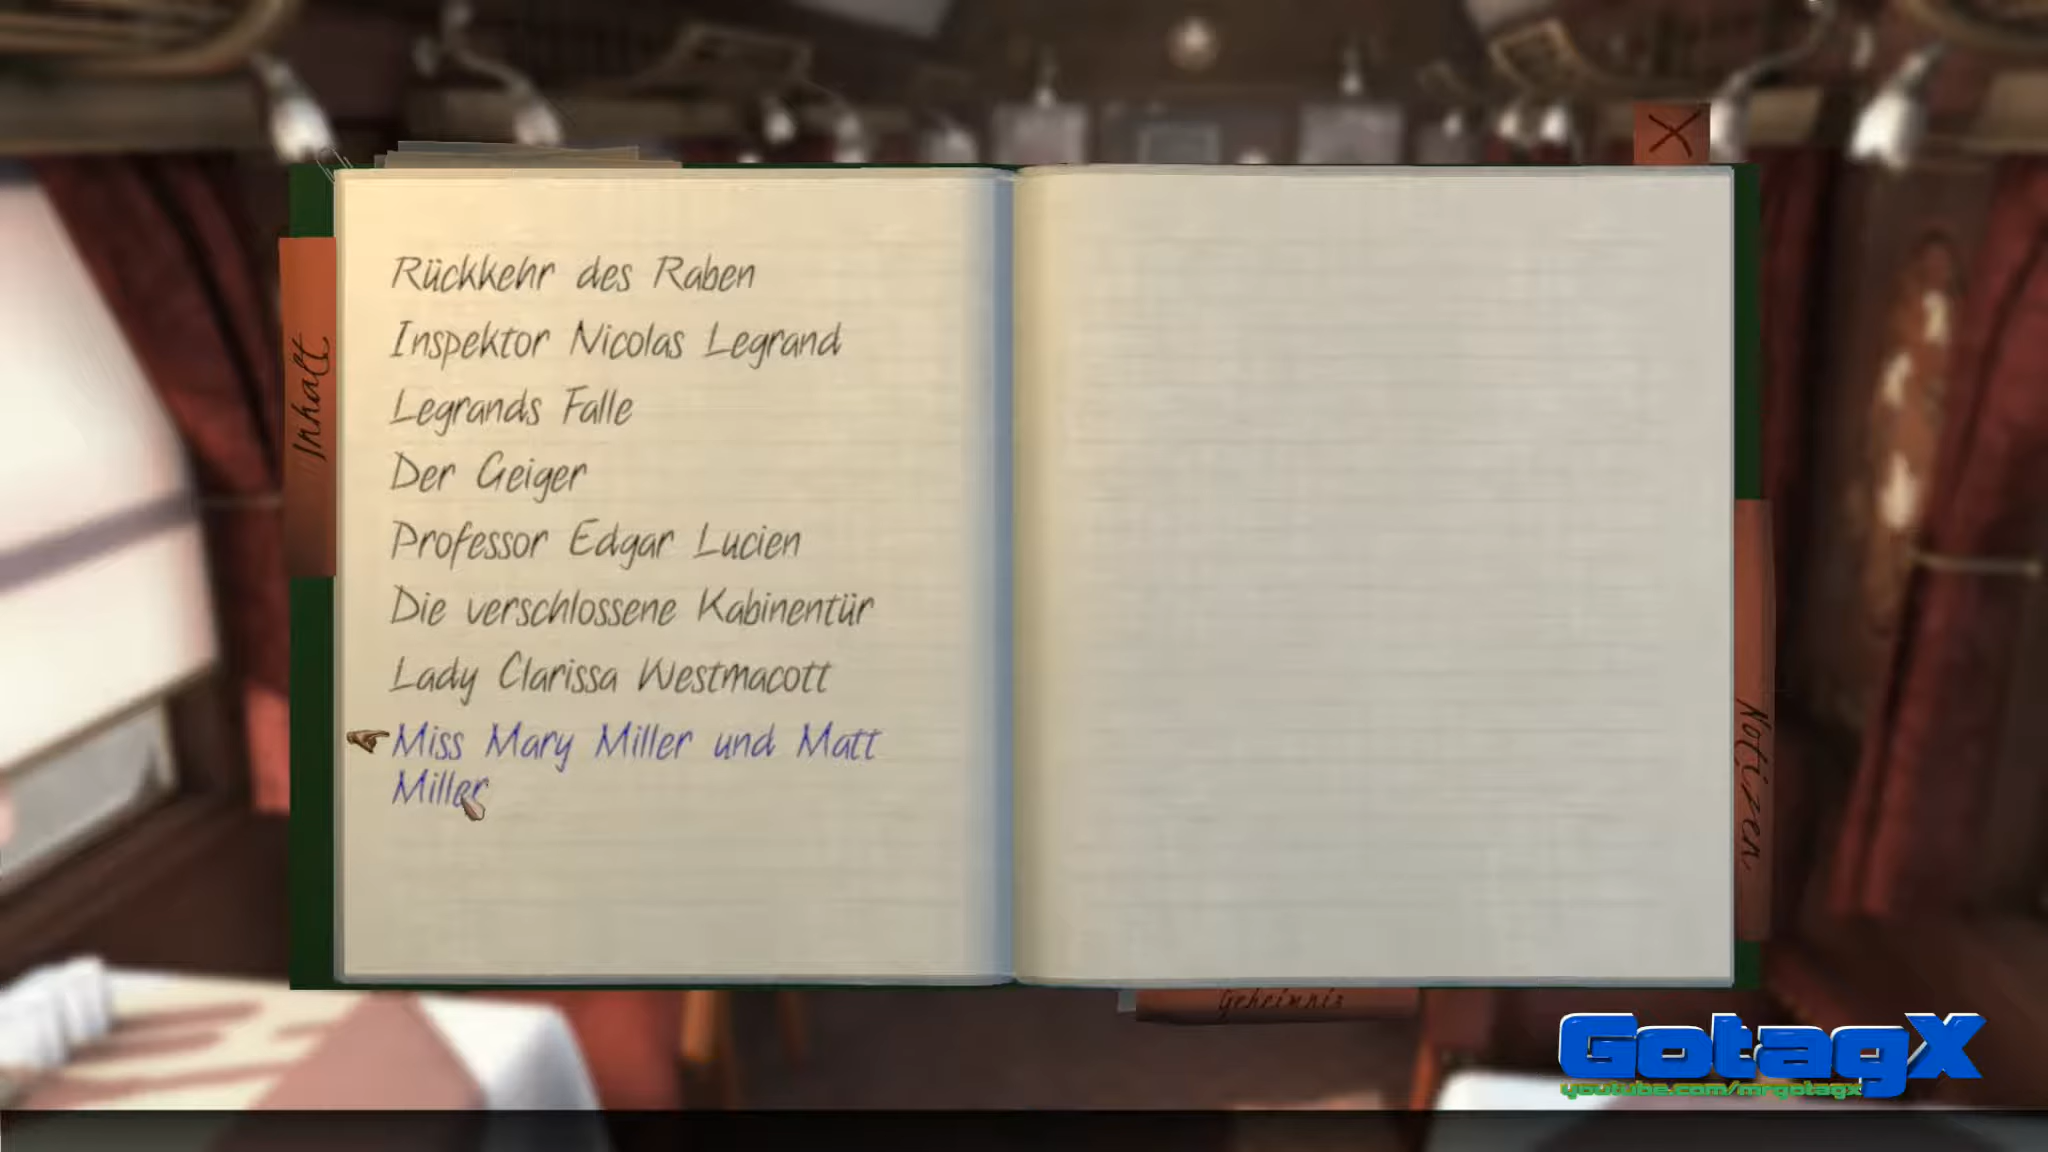 Rückkehr des Raben
Inspektor Nicolas Legrand
Legrands Falle
Der Geiger
Professor Edgar Lucien
Die verschlossene Kabinentür
Lady Clarissa Westmacott
Miss Mary Miller und Matt
Miller
Inhalt
Notizen
Geheimnis
GotagX
youtube.com/mrgotagx